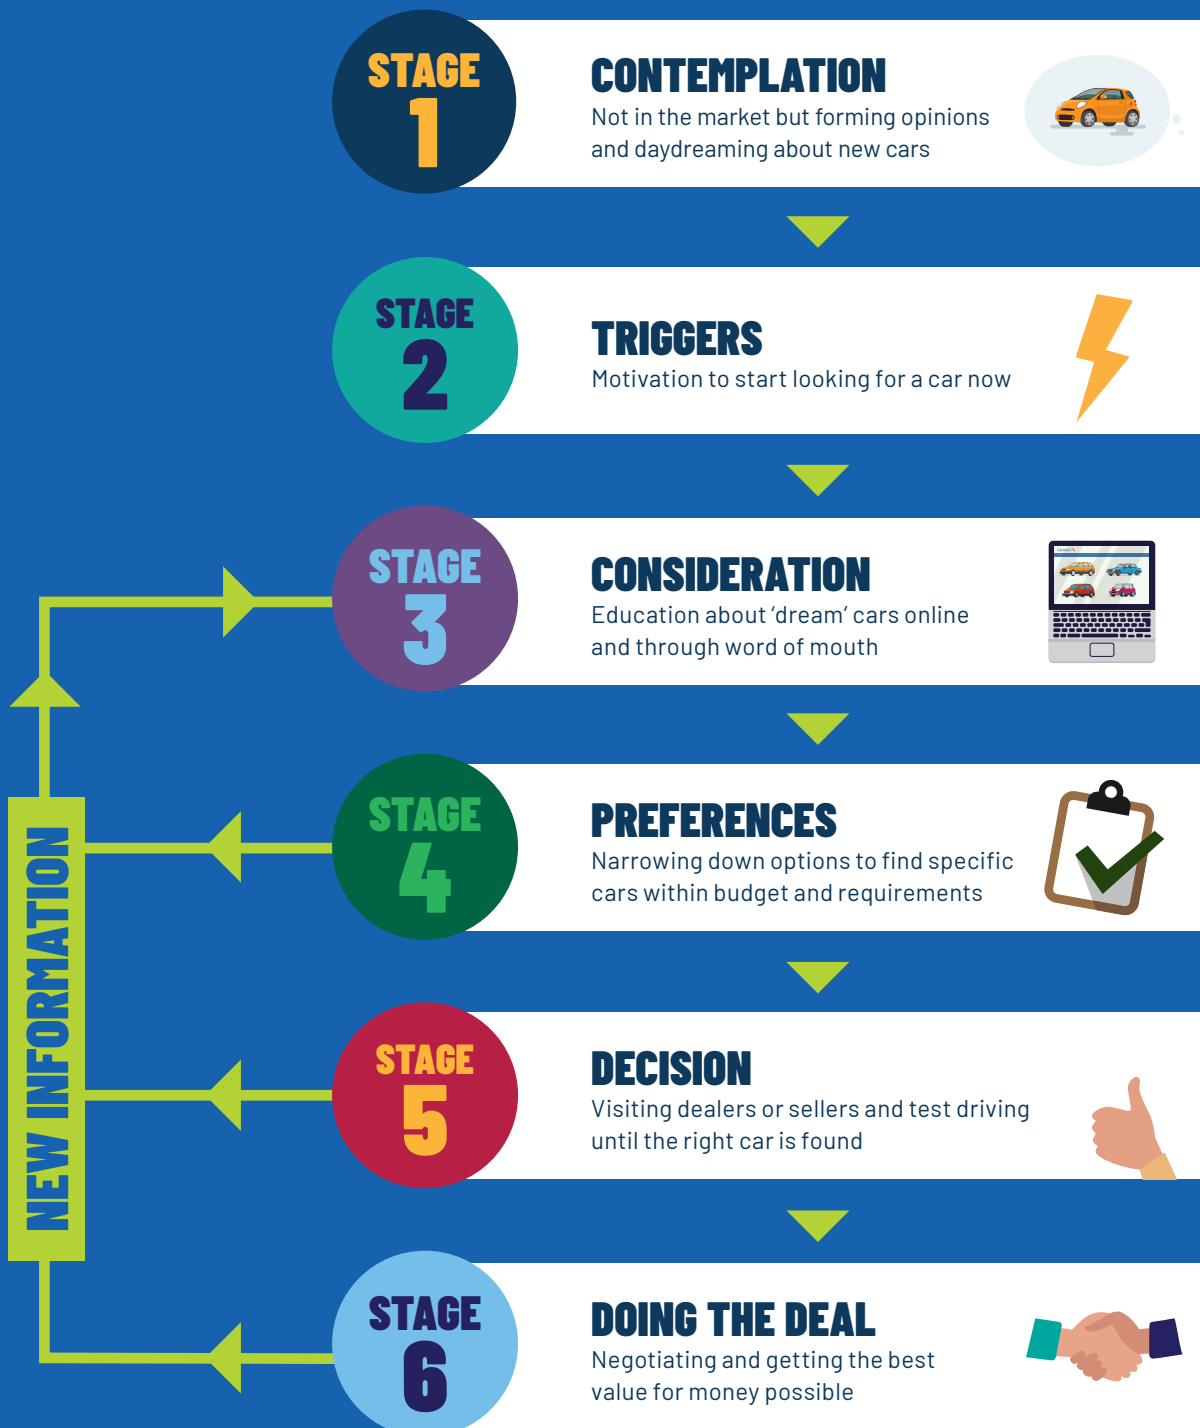 STAGE
1
CONTEMPLATION
Not in the market but forming opinions
and daydreaming about new cars
STAGE
2
TRIGGERS
Motivation to start looking for a car now
STAGE
3
CONSIDERATION
Education about ‘dream’ cars online
and through word of mouth
STAGE
4
PREFERENCES
Narrowing down options to find specific
cars within budget and requirements
NEW INFORMATION
STAGE
5
DECISION
Visiting dealers or sellers and test driving
until the right car is found
STAGE
6
DOING THE DEAL
Negotiating and getting the best
value for money possible